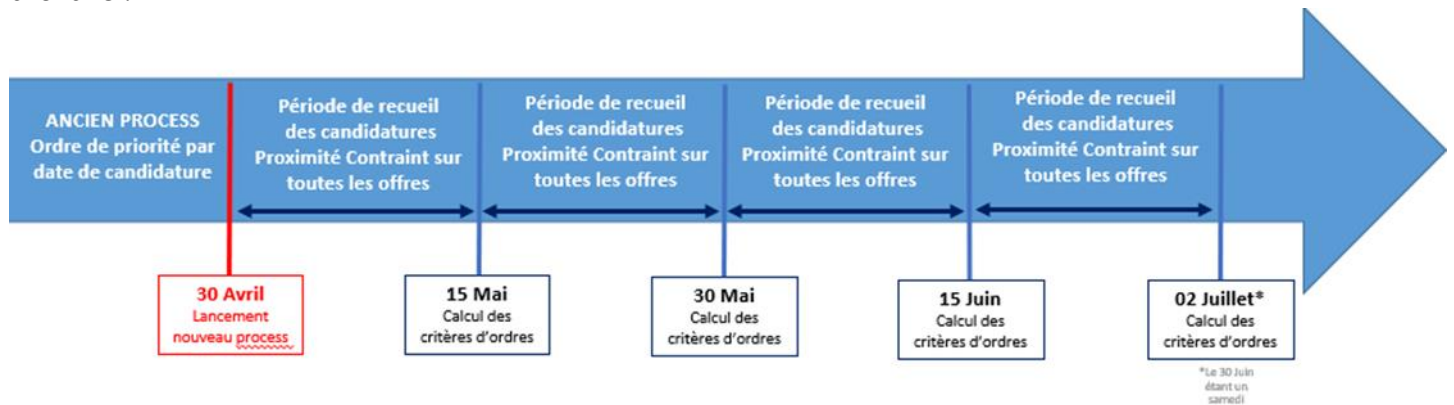 ANCIEN PROCESS
Ordre de priorité par
date de candidature
Période de recueil
des candidatures
Proximité Contraint sur
toutes les offres
Période de recueil
des candidatures
Proximité Contraint sur
toutes les offres
Période de recueil
des candidatures
Proximité Contraint sur
toutes les offres
Période de recueil
des candidatures
Proximité Contraint sur
toutes les offres
30 Avril
Lancement
nouveau process
15 Mai
Calcul des
critères d'ordres
30 Mai
Calcul des
critères d'ordres
15 Juin
Calcul des
critères d'ordres
02 Juillet*
Calcul des
critères d'ordres
*Le 30 Juin
étant un
samedi